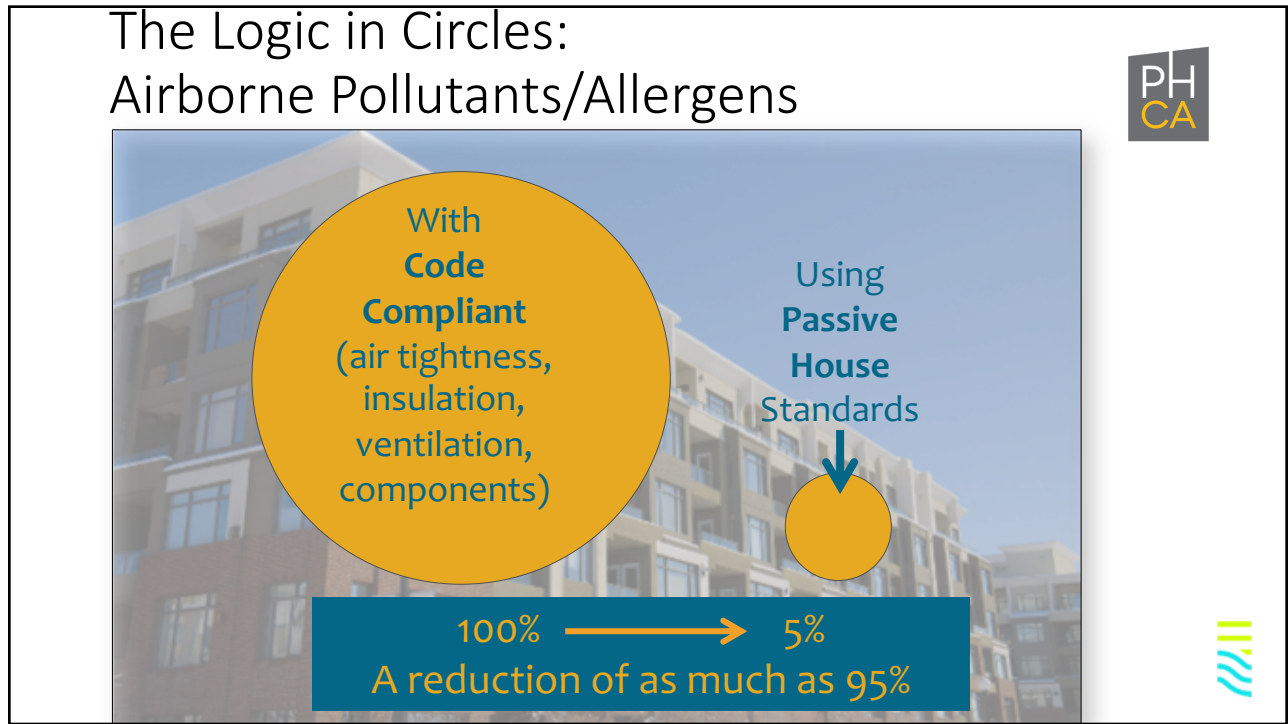 The Logic in Circles:
Airborne Pollutants/Allergens
PH
CA
With
Code
Compliant
(air tightness,
insulation,
ventilation,
components)
Using
Passive
House
Standards
100% 5%
A reduction of as much as 95%